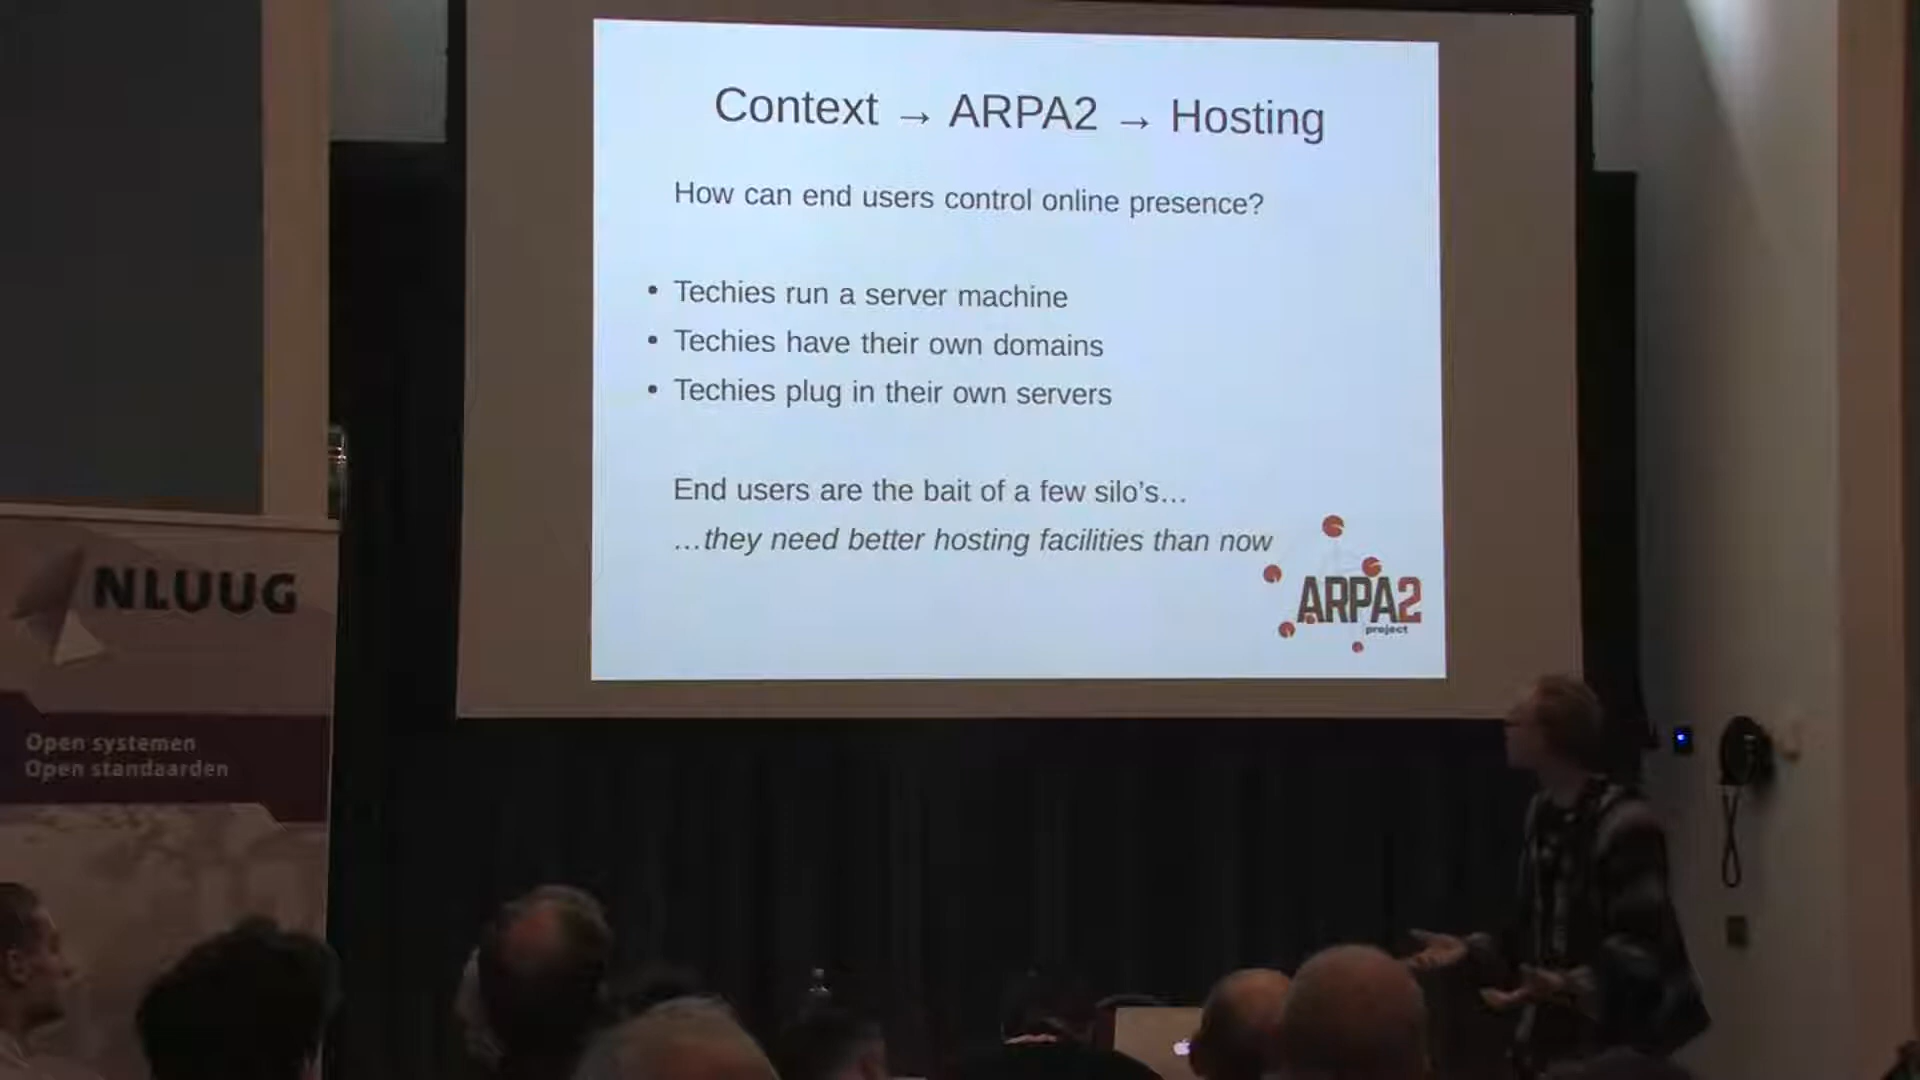 Context → ARPA2 → Hosting
How can end users control online presence?
• Techies run a server machine
• Techies have their own domains
• Techies plug in their own servers
End users are the bait of a few silo’s…
…they need better hosting facilities than now
ARPA2
project
NLUUG
Open systemen
Open standaarden